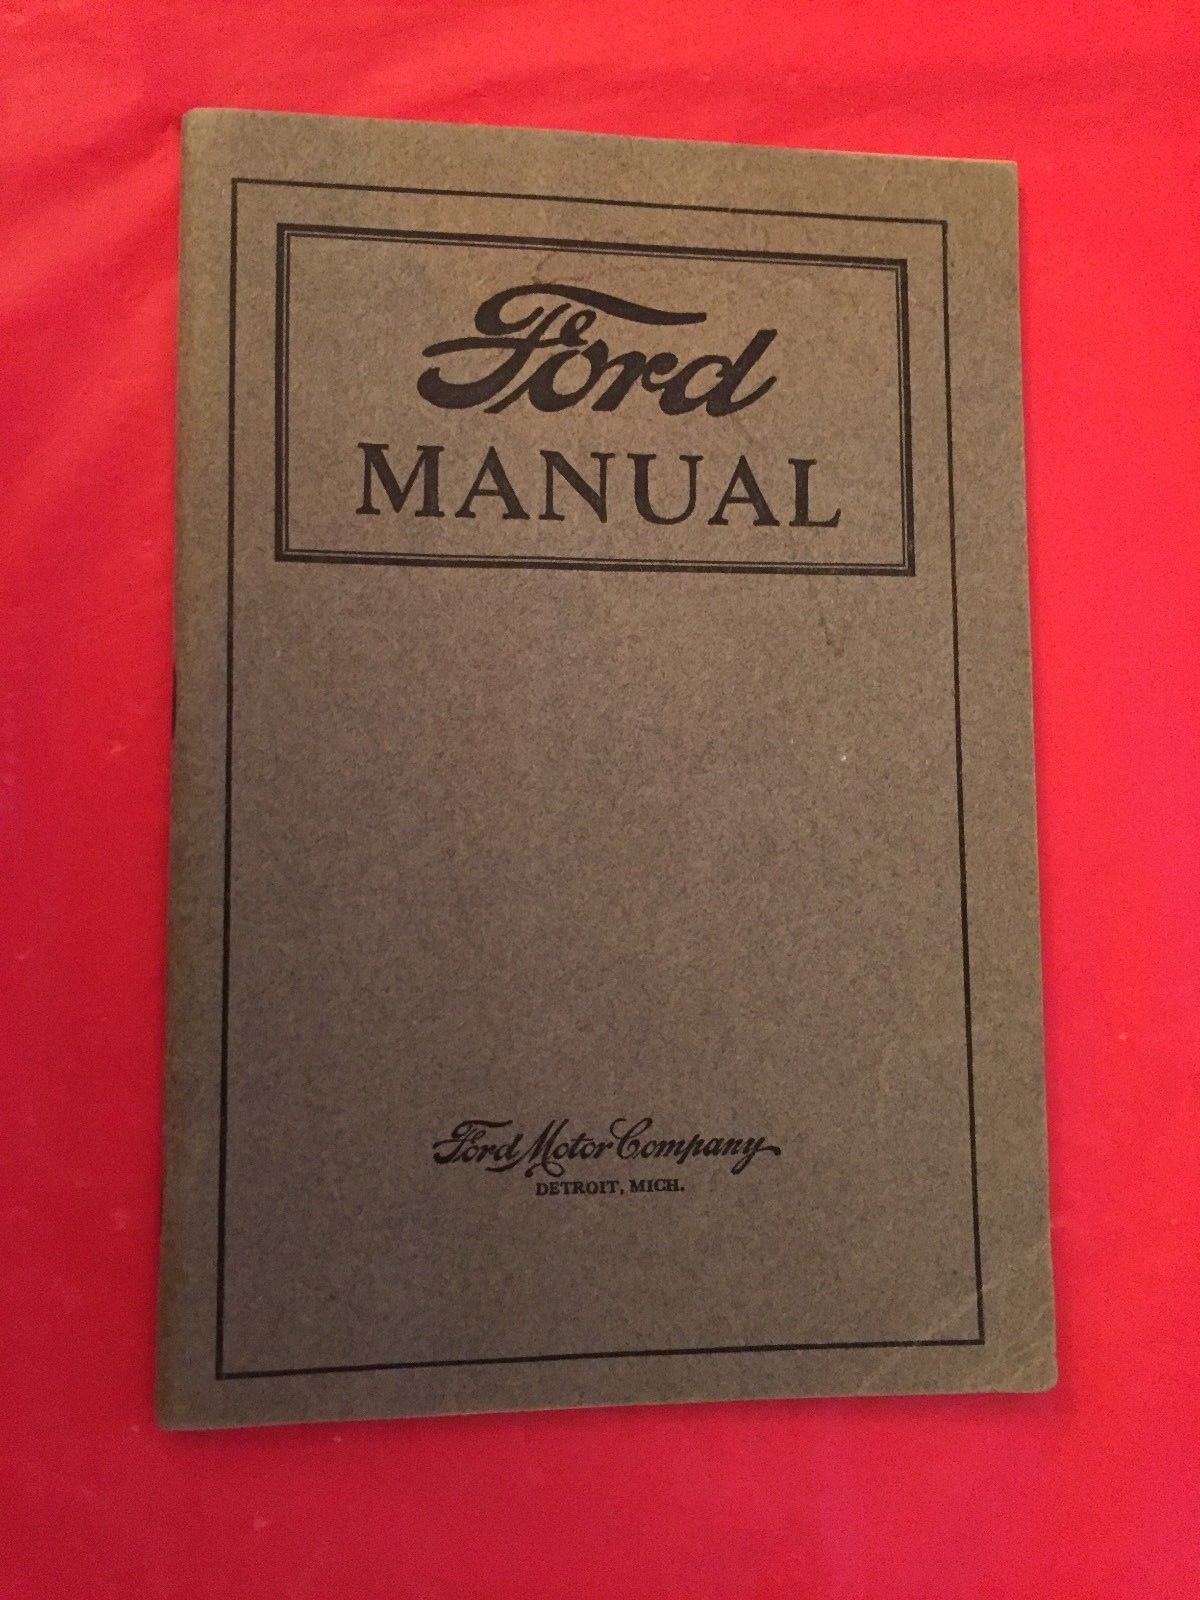 Ford
MANUAL
Ford Motor Company
DETROIT, MICH.